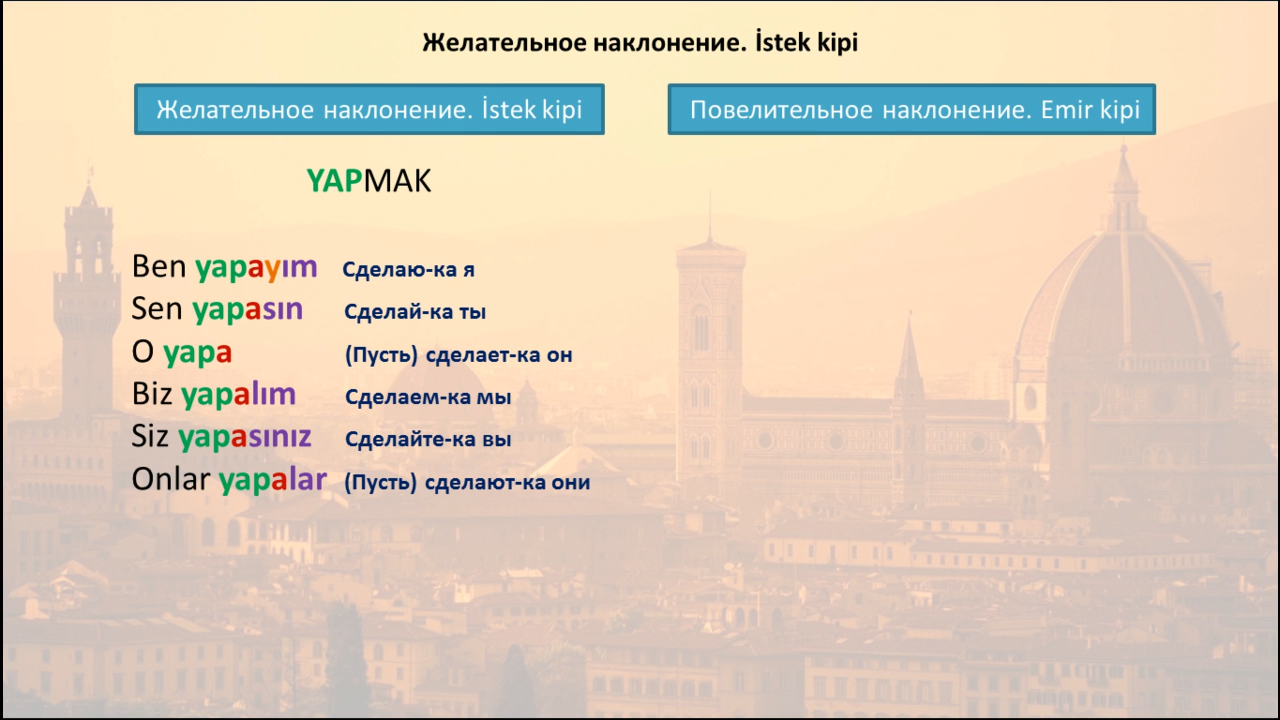 Желательное наклонение. İstek kipi
Желательное наклонение. İstek kipi
Повелительное наклонение. Emir kipi
YAPMAK
Ben yapayım Сделаю-ка я
Sen yapasın Сделай-ка ты
O yapa (Пусть) сделает-ка он
Biz yapalım Сделаем-ка мы
Siz yapasınız Сделайте-ка вы
Onlar yapalar (Пусть) сделают-ка они